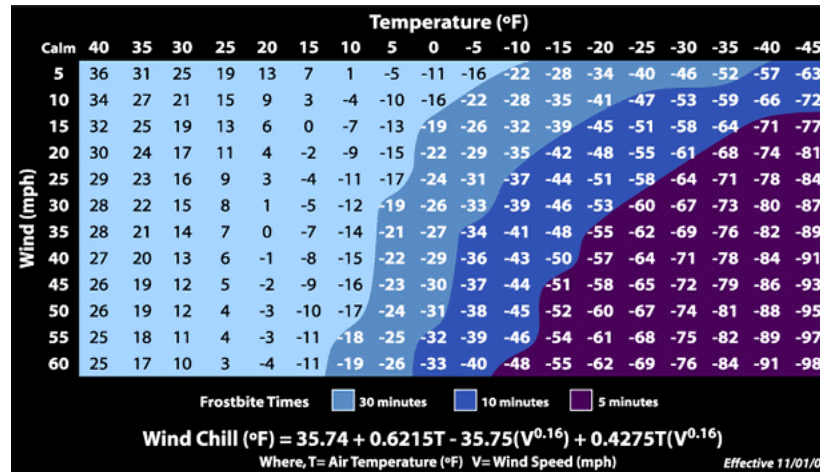 Temperature (ºF)
Calm 40 35 30 25 20 15 10 5 0 -5 -10 -15 -20 -25 -30 -35 -40 -45
5 36 31 25 19 13 7 1 -5 -11 -16 -22 -28 -34 -40 -46 -52 -57 -63
10 34 27 21 15 9 3 -4 -10 -16 -22 -28 -35 -41 -47 -53 -59 -66 -72
15 32 25 19 13 6 0 -7 -13 -19 -26 -32 -39 -45 -51 -58 -64 -71 -77
20 30 24 17 11 4 -2 -9 -15 -22 -29 -35 -42 -48 -55 -61 -68 -74 -81
25 29 23 16 9 3 -4 -11 -17 -24 -31 -37 -44 -51 -58 -64 -71 -78 -84
30 28 22 15 8 1 -5 -12 -19 -26 -33 -39 -46 -53 -60 -67 -73 -80 -87
35 28 21 14 7 0 -7 -14 -21 -27 -34 -41 -48 -55 -62 -69 -76 -82 -89
40 27 20 13 6 -1 -8 -15 -22 -29 -36 -43 -50 -57 -64 -71 -78 -84 -91
45 26 19 12 5 -2 -9 -16 -23 -30 -37 -44 -51 -58 -65 -72 -79 -86 -93
50 26 19 12 4 -3 -10 -17 -24 -31 -38 -45 -52 -60 -67 -74 -81 -88 -95
55 25 18 11 4 -3 -11 -18 -25 -32 -39 -46 -54 -61 -68 -75 -82 -89 -97
60 25 17 10 3 -4 -11 -19 -26 -33 -40 -48 -55 -62 -69 -76 -84 -91 -98
Wind (mph)
Frostbite Times 30 minutes 10 minutes 5 minutes
Wind Chill (ºF) = 35.74 + 0.6215T - 35.75(V^0.16) + 0.4275T(V^0.16)
Where, T= Air Temperature (ºF) V= Wind Speed (mph) Effective 11/01/0